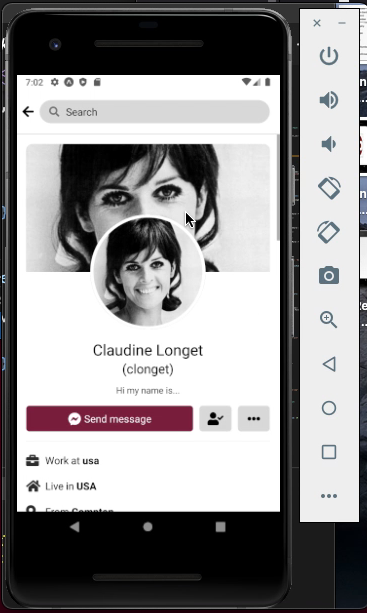 7:02
Search
Claudine Longet
(clonget)
Hi my name is...
Send message
Work at usa
Live in USA
From Compton